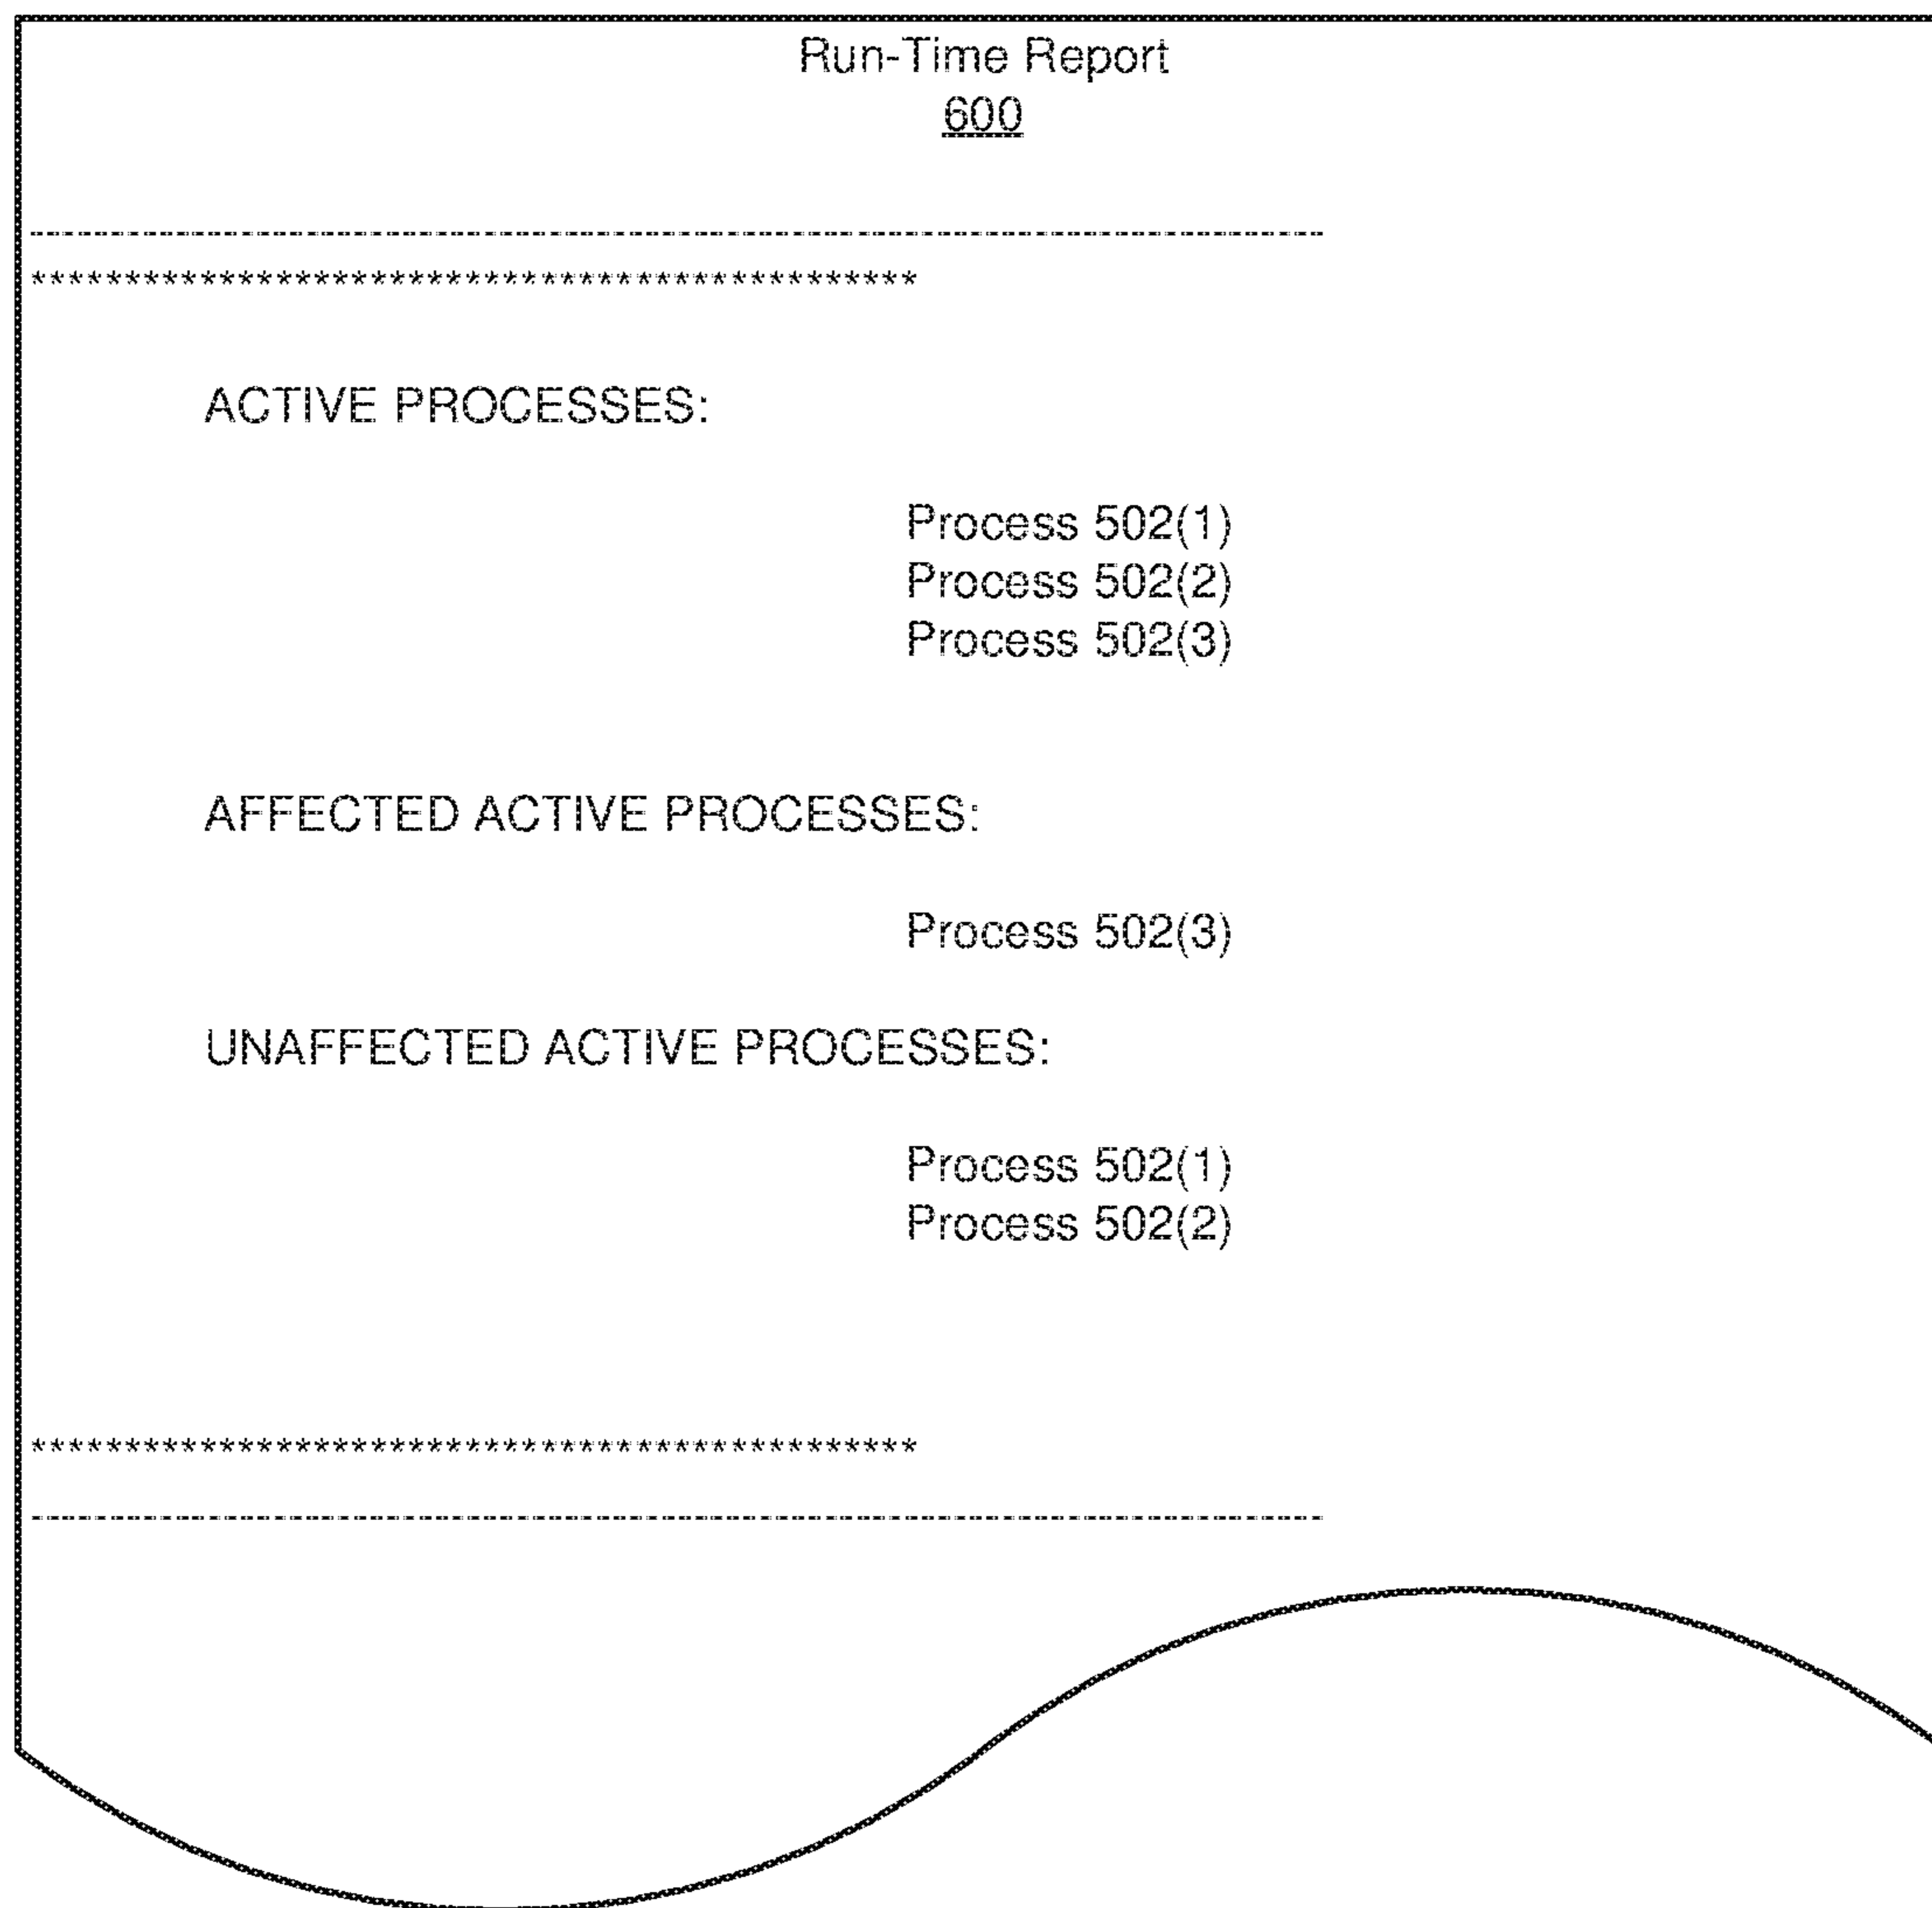 Run-Time Report
600
--------------------------------------------------------------------------------
***********************************************
ACTIVE PROCESSES:
Process 502(1)
Process 502(2)
Process 502(3)
AFFECTED ACTIVE PROCESSES:
Process 502(3)
UNAFFECTED ACTIVE PROCESSES:
Process 502(1)
Process 502(2)
***********************************************
--------------------------------------------------------------------------------